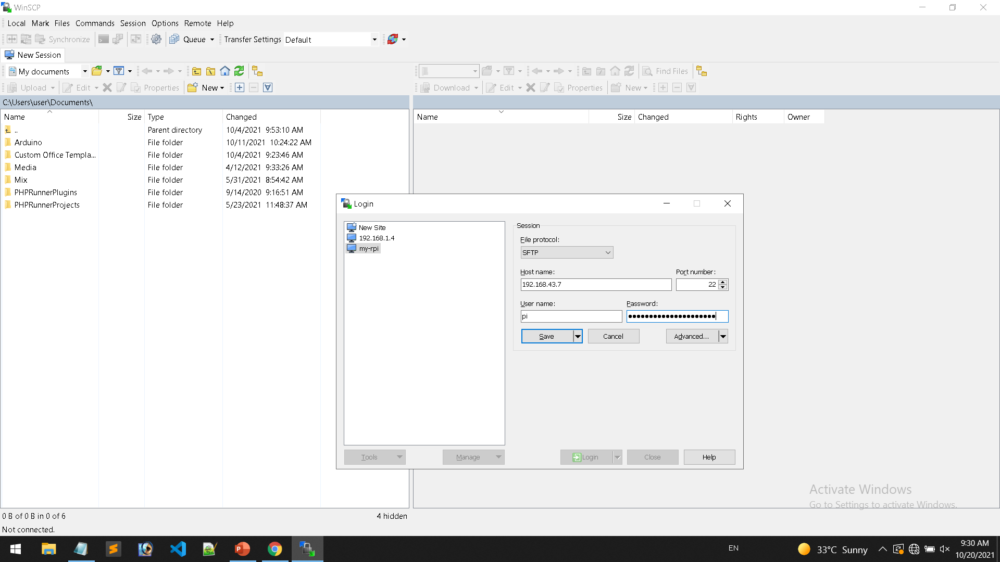 WinSCP
Local Mark Files Commands Session Options Remote Help
Synchronize Queue Transfer Settings Default
New Session
My documents Find Files
Upload Edit Properties New Download Edit Properties New
C:\Users\user\Documents\
Name Size Type Changed Name Size Changed Rights Owner
.. Parent directory 10/4/2021 9:53:10 AM
Arduino File folder 10/11/2021 10:24:22 AM
Custom Office Templa... File folder 10/4/2021 9:23:46 AM
Media File folder 4/12/2021 9:33:26 AM
Mix File folder 5/31/2021 8:54:42 AM
PHPRunnerPlugins File folder 9/14/2020 9:16:51 AM
PHPRunnerProjects File folder 5/23/2021 11:48:37 AM
Login
New Site
192.168.1.4
my-rpi
Session
File protocol:
SFTP
Host name: Port number:
192.168.43.7 22
User name: Password:
pi ●●●●●●●●●●●●●●●●●●●●●
Save Cancel Advanced...
Tools Manage Login Close Help
Activate Windows
Go to Settings to activate Windows.
0 B of 0 B in 0 of 6 4 hidden
Not connected.
EN 33°C Sunny 9:30 AM
10/20/2021